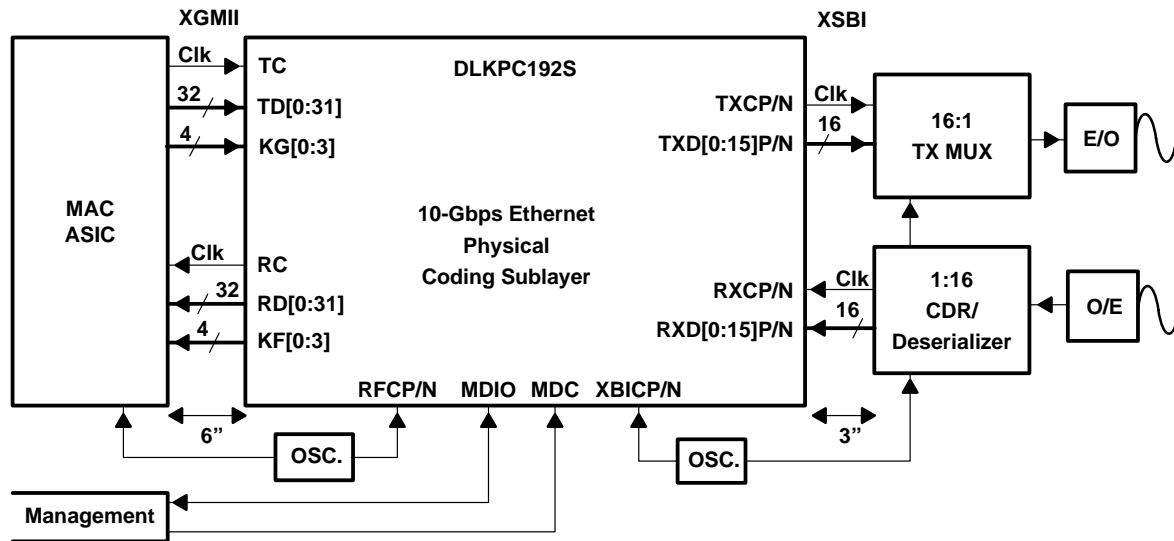 XGMII
XSBI
MAC
ASIC
Clk
32
4
Clk
32
4
TC
TD[0:31]
KG[0:3]
RC
RD[0:31]
KF[0:3]
DLKPC192S
10-Gbps Ethernet
Physical
Coding Sublayer
TXCP/N
TXD[0:15]P/N
RXCP/N
RXD[0:15]P/N
RFCP/N
MDIO
MDC
XBICP/N
Clk
16
Clk
16
16:1
TX MUX
1:16
CDR/
Deserializer
E/O
O/E
6”
3”
OSC.
OSC.
Management